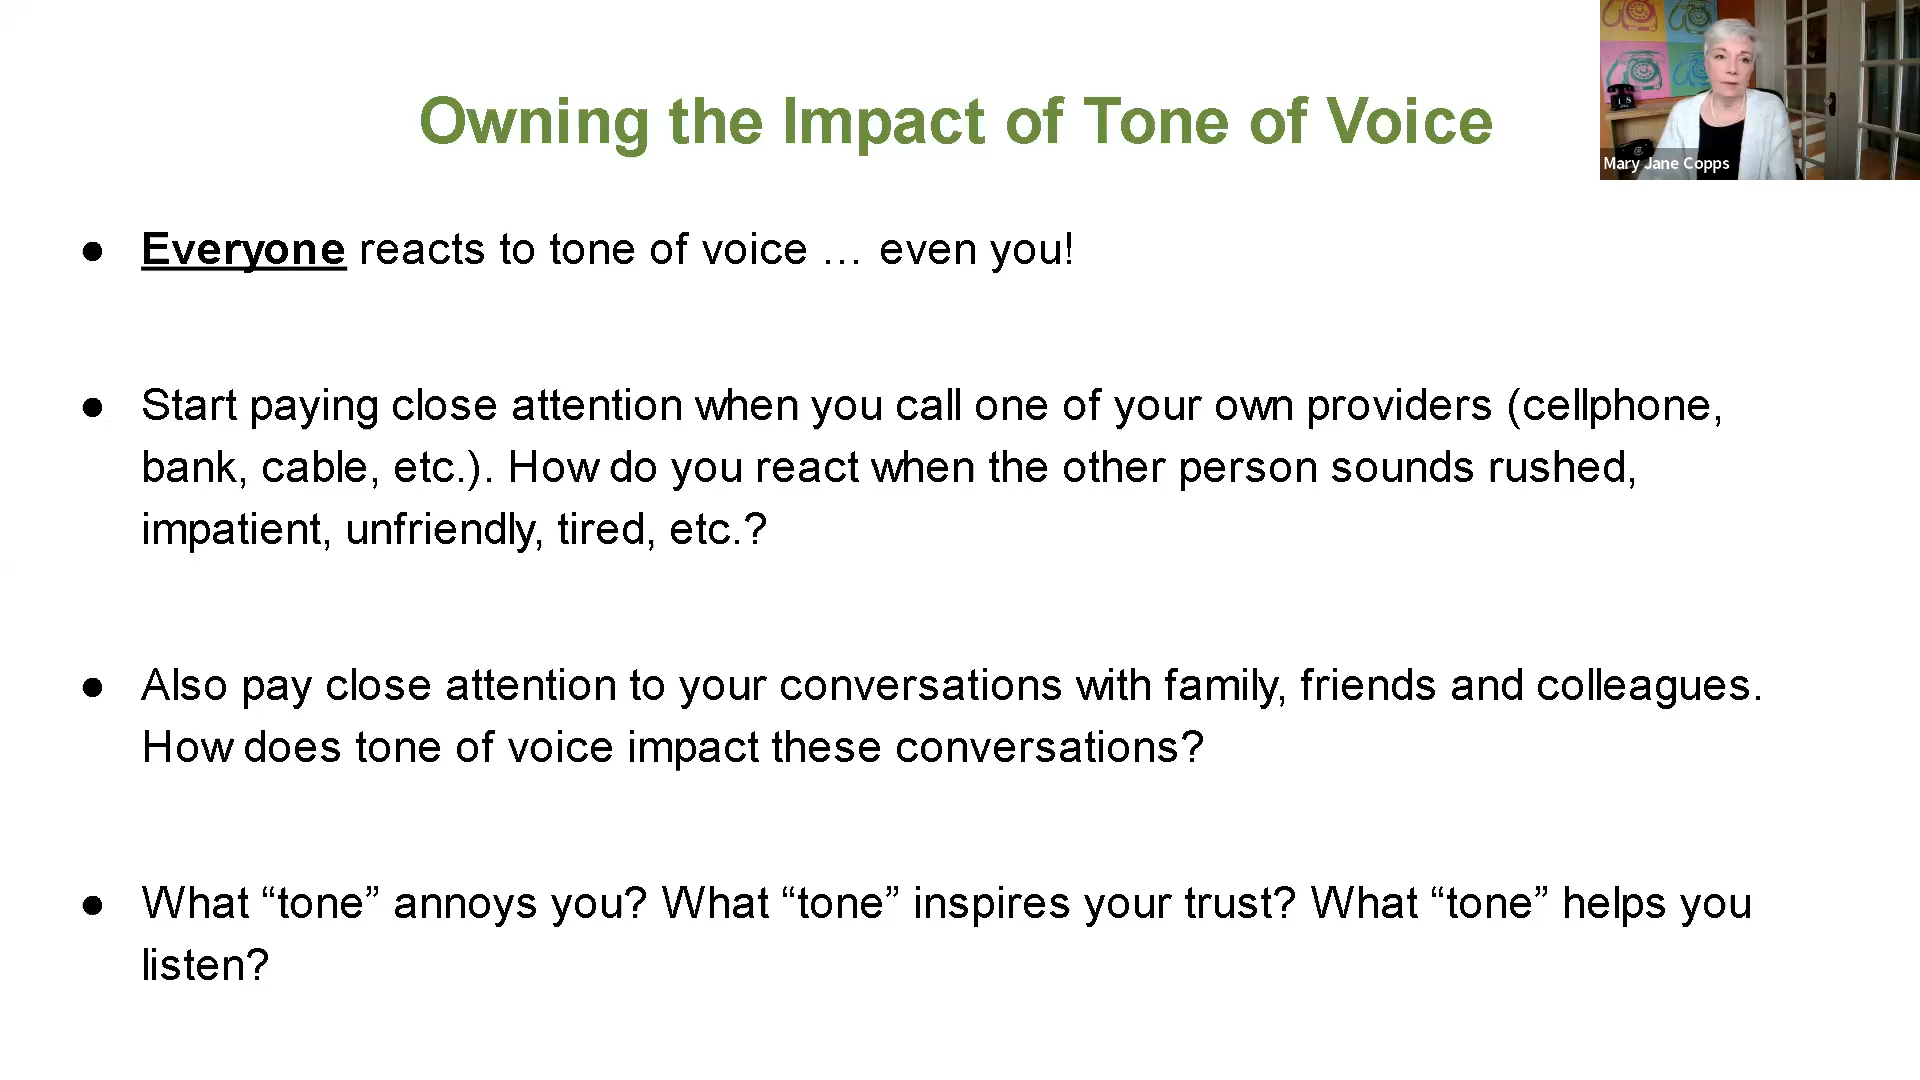 Owning the Impact of Tone of Voice
Mary Jane Copps
● Everyone reacts to tone of voice … even you!
● Start paying close attention when you call one of your own providers (cellphone,
bank, cable, etc.). How do you react when the other person sounds rushed,
impatient, unfriendly, tired, etc.?
● Also pay close attention to your conversations with family, friends and colleagues.
How does tone of voice impact these conversations?
● What “tone” annoys you? What “tone” inspires your trust? What “tone” helps you
listen?